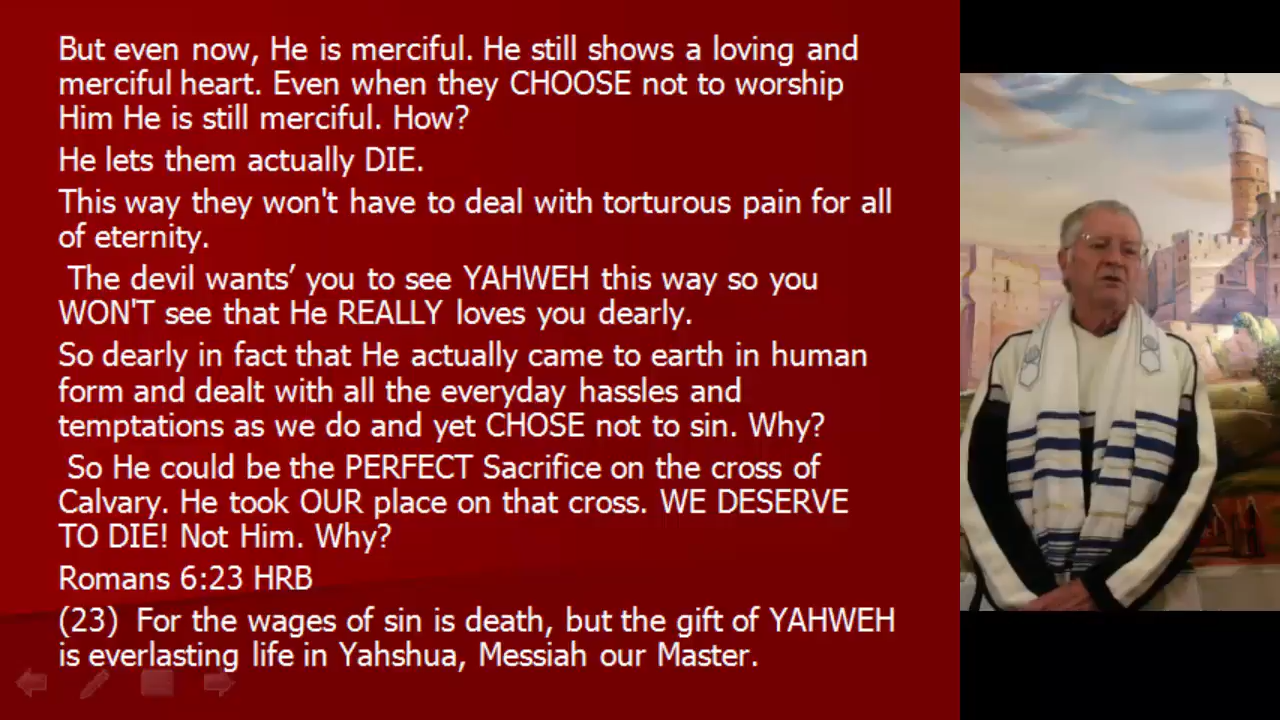 But even now, He is merciful. He still shows a loving and
merciful heart. Even when they CHOOSE not to worship
Him He is still merciful. How?
He lets them actually DIE.
This way they won't have to deal with torturous pain for all
of eternity.
The devil wants’ you to see YAHWEH this way so you
WON'T see that He REALLY loves you dearly.
So dearly in fact that He actually came to earth in human
form and dealt with all the everyday hassles and
temptations as we do and yet CHOSE not to sin. Why?
So He could be the PERFECT Sacrifice on the cross of
Calvary. He took OUR place on that cross. WE DESERVE
TO DIE! Not Him. Why?
Romans 6:23 HRB
(23) For the wages of sin is death, but the gift of YAHWEH
is everlasting life in Yahshua, Messiah our Master.